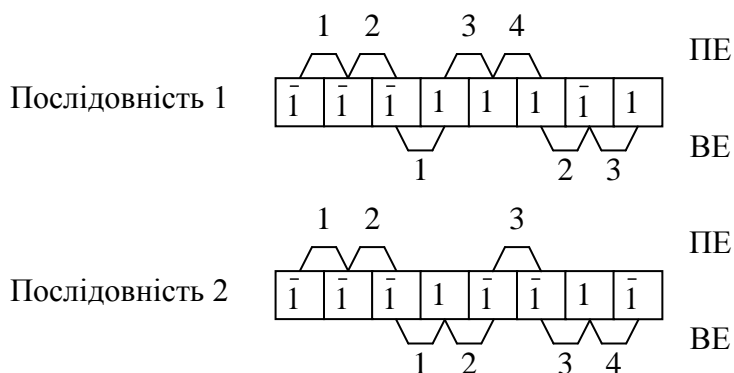 1 2 3 4 ПЕ
Послідовність 1 1̄ 1̄ 1̄ 1 1 1 1̄ 1
1 2 3 ВЕ
1 2 3 ПЕ
Послідовність 2 1̄ 1̄ 1̄ 1 1̄ 1̄ 1 1̄
1 2 3 4 ВЕ